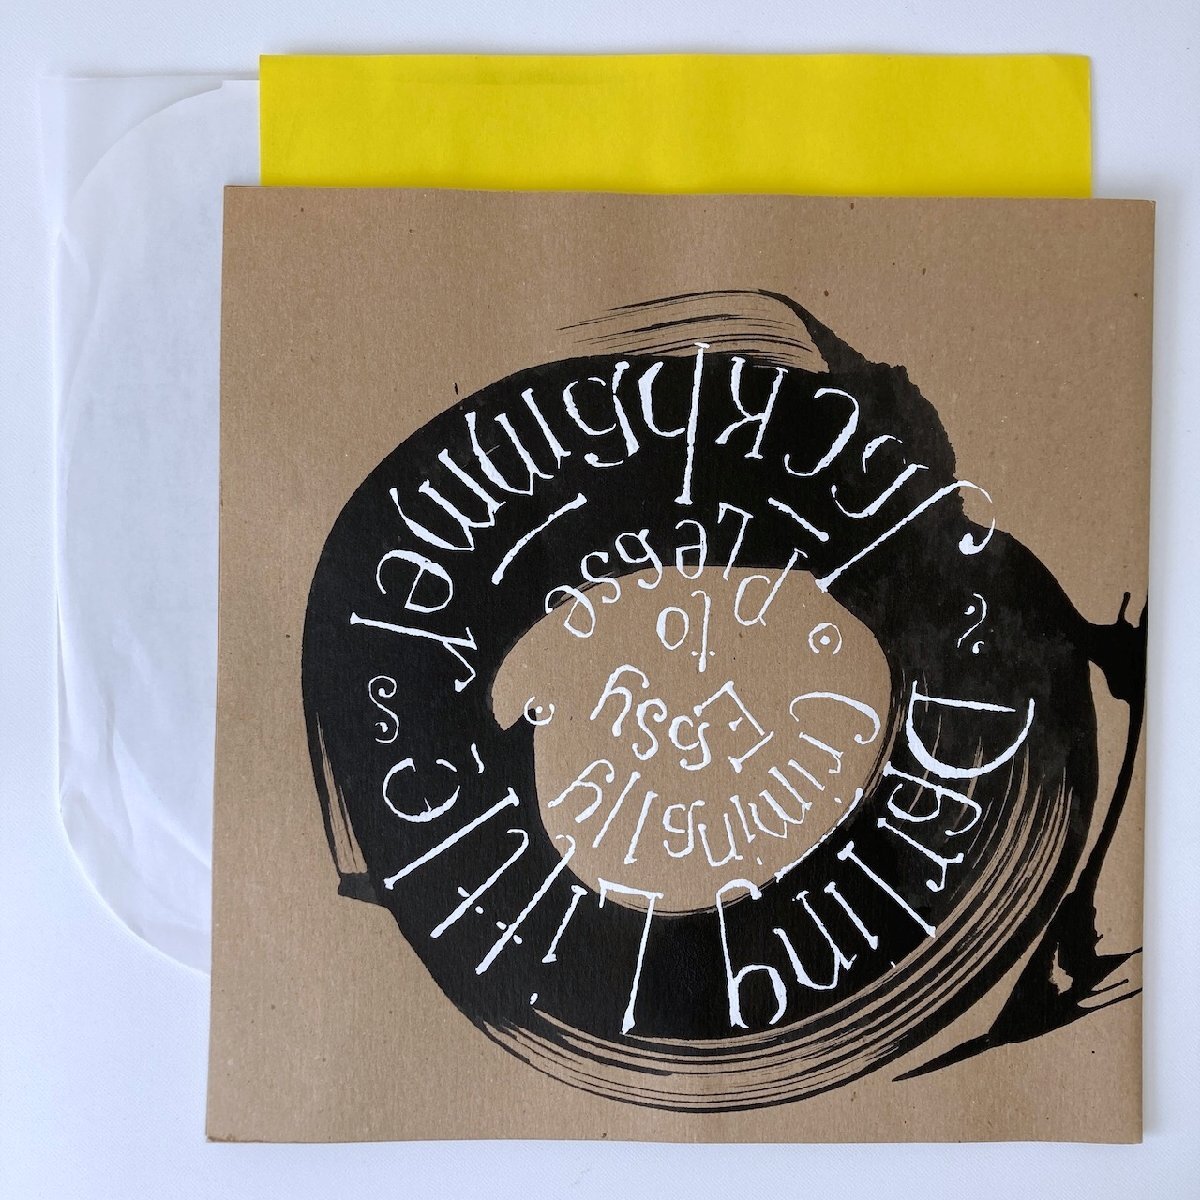 Darling Little
Jackhammer
Criminally
Easy
to
Please